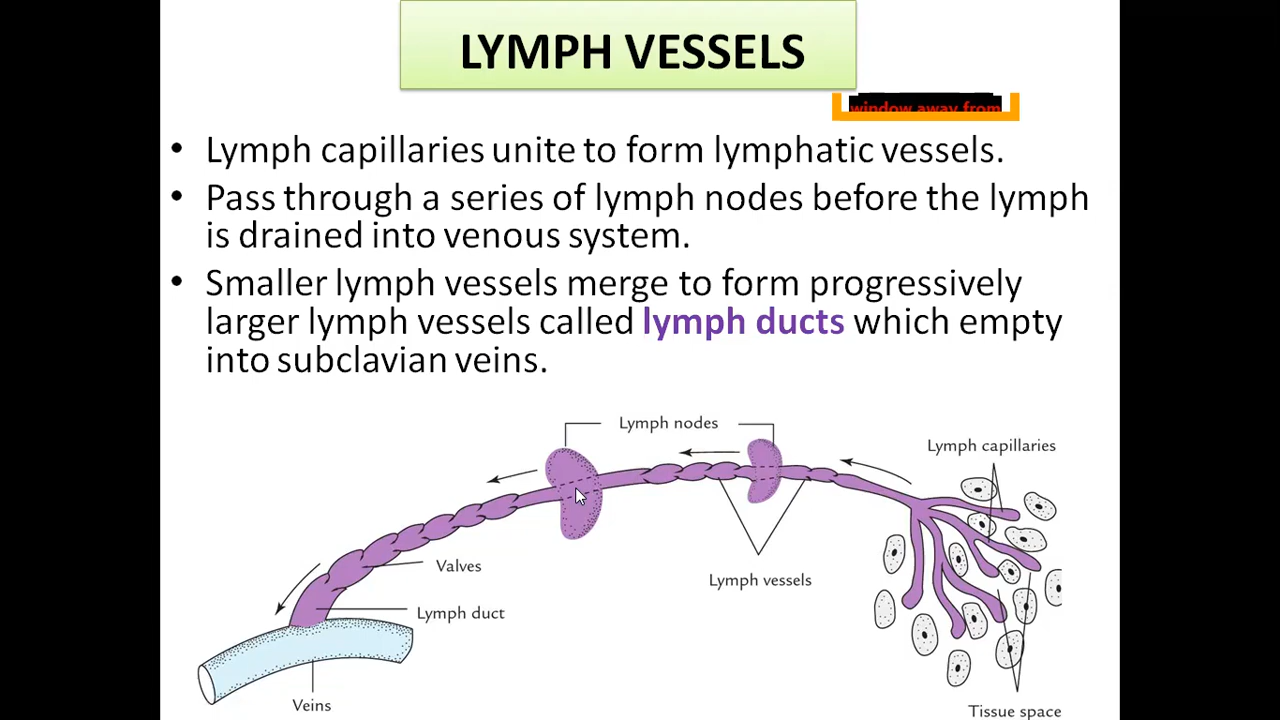 LYMPH VESSELS
window away from
• Lymph capillaries unite to form lymphatic vessels.
• Pass through a series of lymph nodes before the lymph
is drained into venous system.
• Smaller lymph vessels merge to form progressively
larger lymph vessels called lymph ducts which empty
into subclavian veins.
Lymph nodes
Lymph capillaries
Valves
Lymph vessels
Lymph duct
Veins
Tissue space